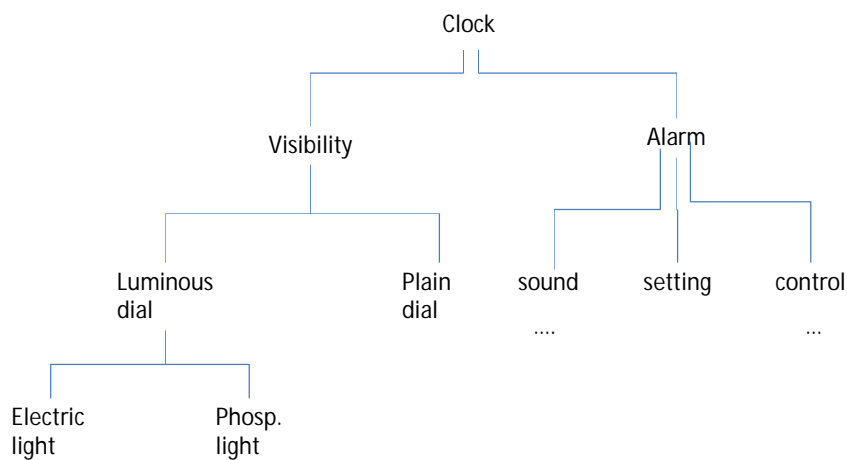 Clock
Visibility
Alarm
Luminous
dial
Plain
dial
sound
setting
control
....
...
Electric
light
Phosp.
light